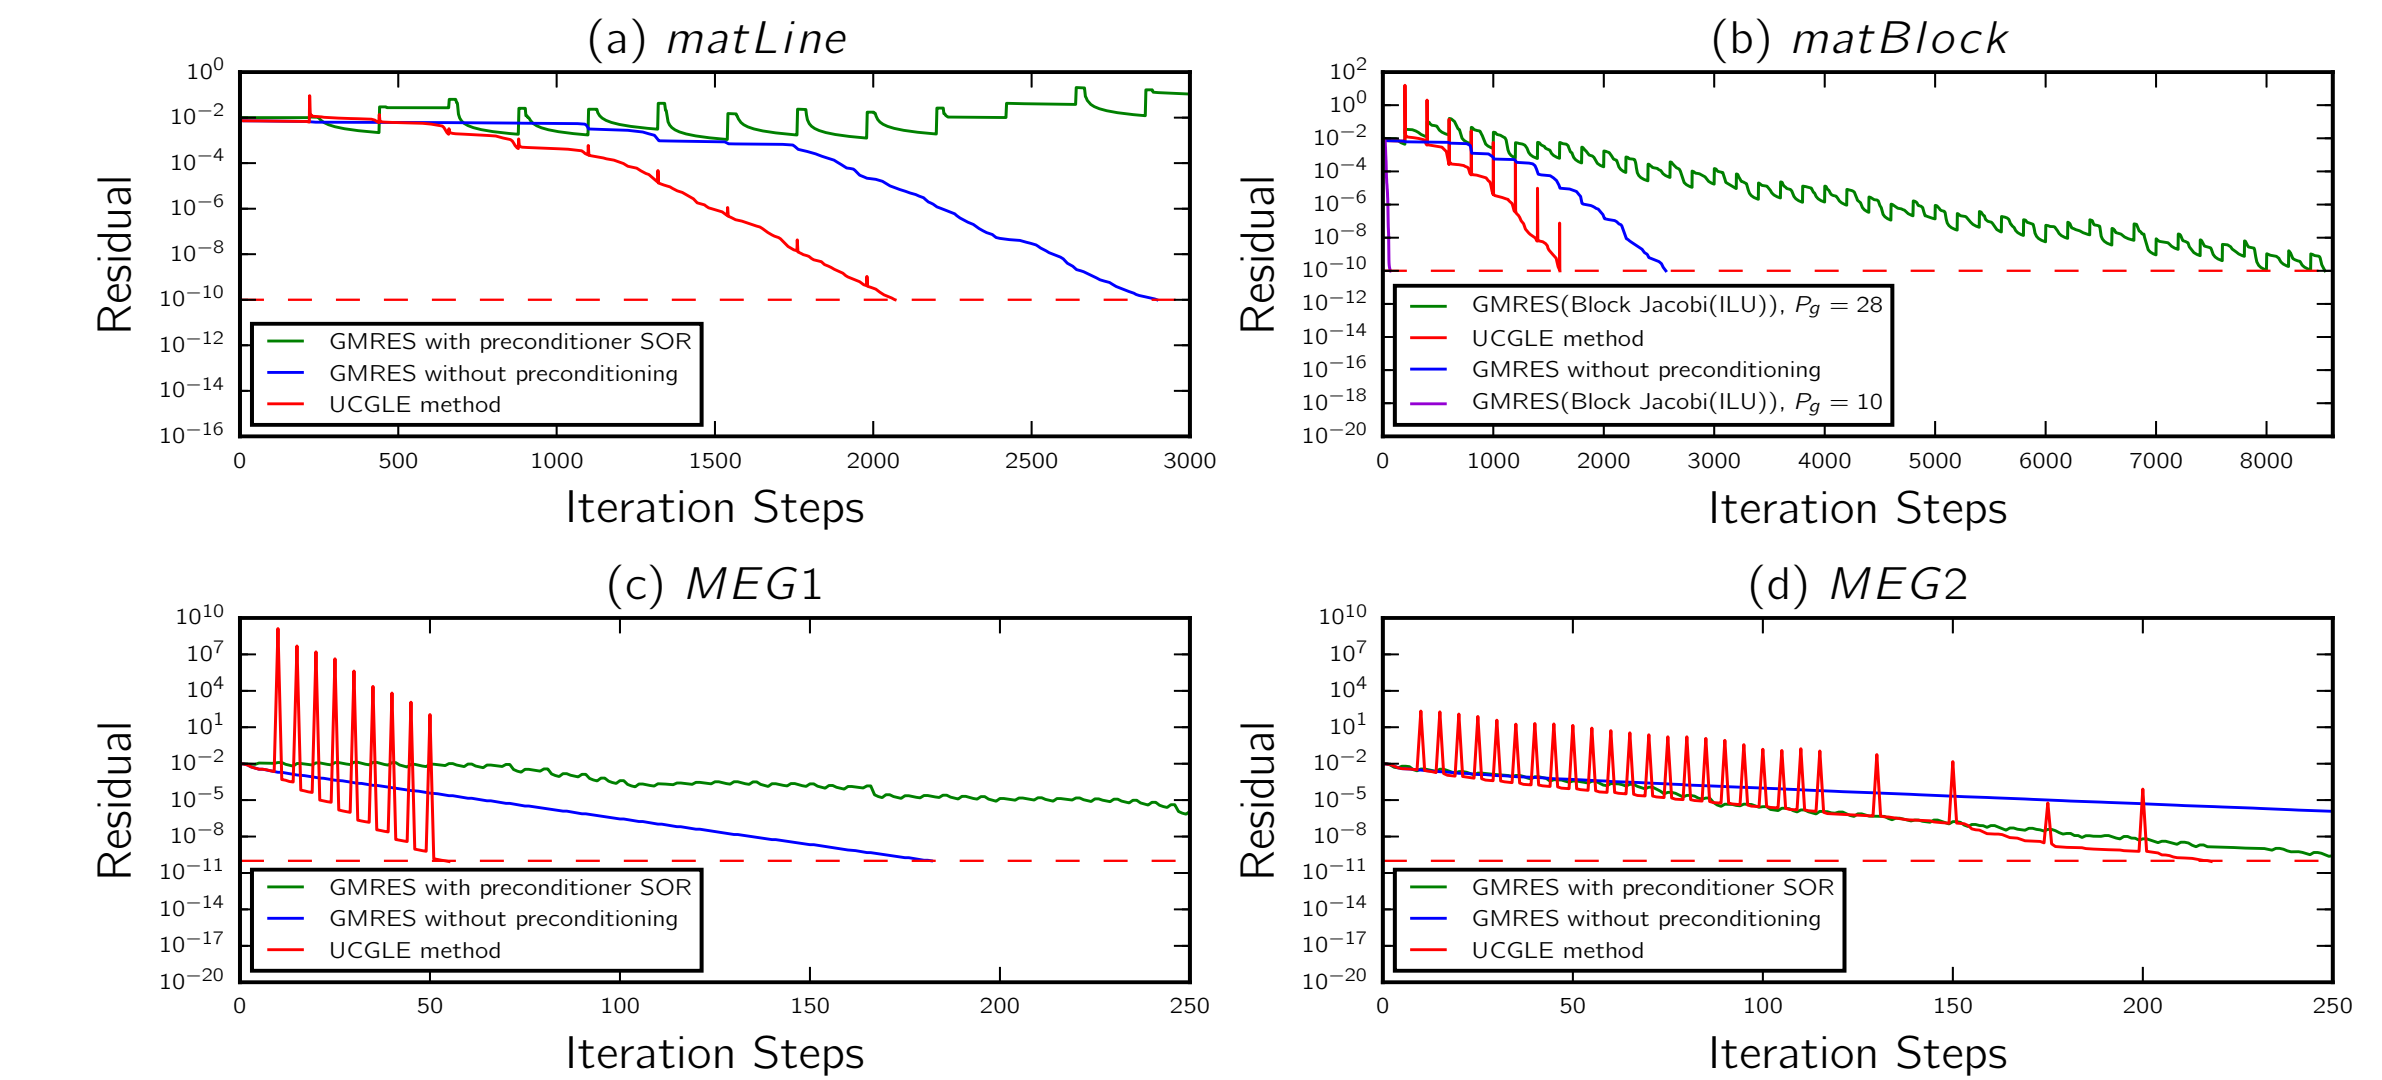 (a) matLine
Residual
10^0
10^−2
10^−4
10^−6
10^−8
10^−10
10^−12
10^−14
10^−16
GMRES with preconditioner SOR
GMRES without preconditioning
UCGLE method
0 500 1000 1500 2000 2500 3000
Iteration Steps
(b) matBlock
Residual
10^2
10^0
10^−2
10^−4
10^−6
10^−8
10^−10
10^−12
10^−14
10^−16
10^−18
10^−20
GMRES(Block Jacobi(ILU)), P_g = 28
UCGLE method
GMRES without preconditioning
GMRES(Block Jacobi(ILU)), P_g = 10
0 1000 2000 3000 4000 5000 6000 7000 8000
Iteration Steps
(c) MEG1
Residual
10^10
10^7
10^4
10^1
10^−2
10^−5
10^−8
10^−11
10^−14
10^−17
10^−20
GMRES with preconditioner SOR
GMRES without preconditioning
UCGLE method
0 50 100 150 200 250
Iteration Steps
(d) MEG2
Residual
10^10
10^7
10^4
10^1
10^−2
10^−5
10^−8
10^−11
10^−14
10^−17
10^−20
GMRES with preconditioner SOR
GMRES without preconditioning
UCGLE method
0 50 100 150 200 250
Iteration Steps